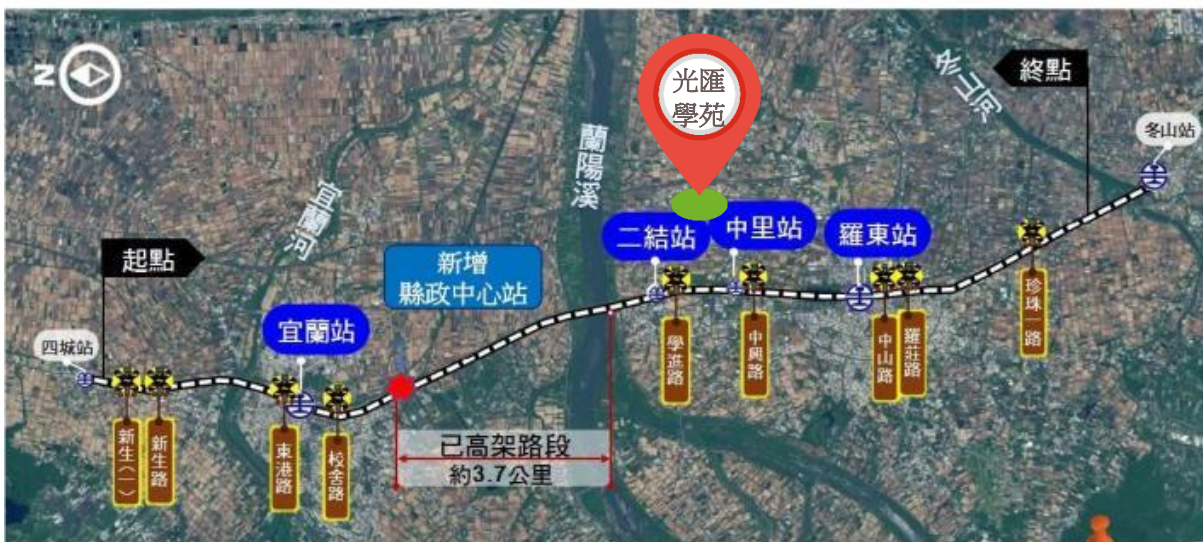 N
光匯
學苑
終點
冬山河
冬山站
蘭陽溪
宜蘭河
二結站
中里站
羅東站
起點
新增
縣政中心站
宜蘭站
四城站
新生(一)
新生路
東港路
校舍路
學進路
中興路
中山路
羅莊路
珍珠一路
已高架路段
約3.7公里